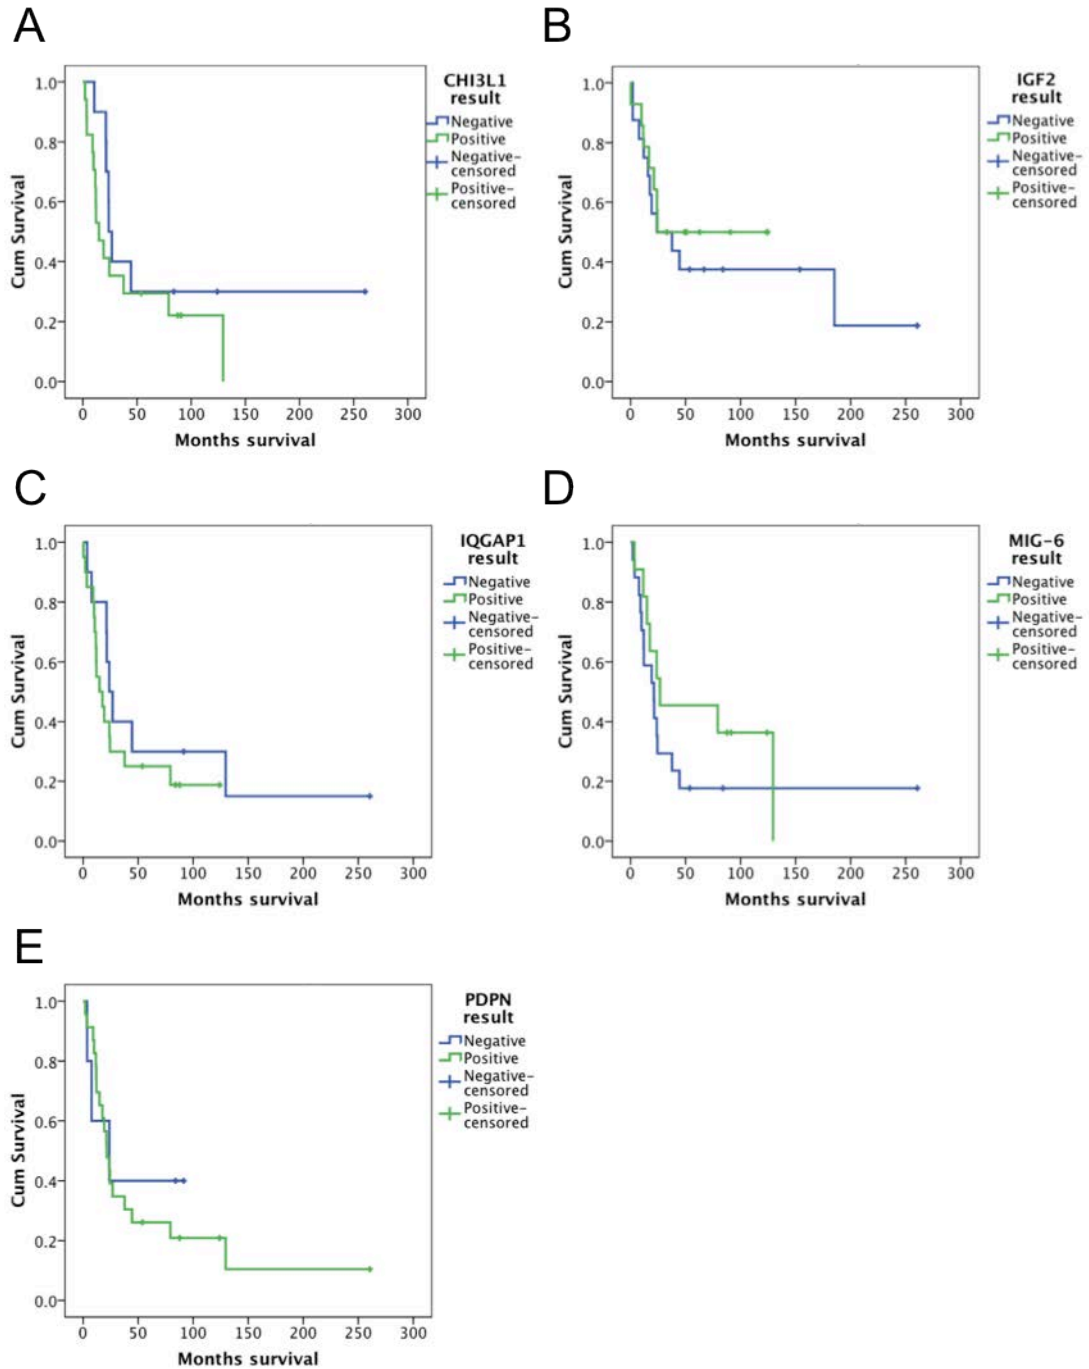 A
CHI3L1
result
Negative
Positive
Negative-
censored
Positive-
censored
1.0
0.8
0.6
0.4
0.2
0.0
Cum Survival
0 50 100 150 200 250 300
Months survival
B
IGF2
result
Negative
Positive
Negative-
censored
Positive-
censored
1.0
0.8
0.6
0.4
0.2
0.0
Cum Survival
0 50 100 150 200 250 300
Months survival
C
IQGAP1
result
Negative
Positive
Negative-
censored
Positive-
censored
1.0
0.8
0.6
0.4
0.2
0.0
Cum Survival
0 50 100 150 200 250 300
Months survival
D
MIG-6
result
Negative
Positive
Negative-
censored
Positive-
censored
1.0
0.8
0.6
0.4
0.2
0.0
Cum Survival
0 50 100 150 200 250 300
Months survival
E
PDPN
result
Negative
Positive
Negative-
censored
Positive-
censored
1.0
0.8
0.6
0.4
0.2
0.0
Cum Survival
0 50 100 150 200 250 300
Months survival